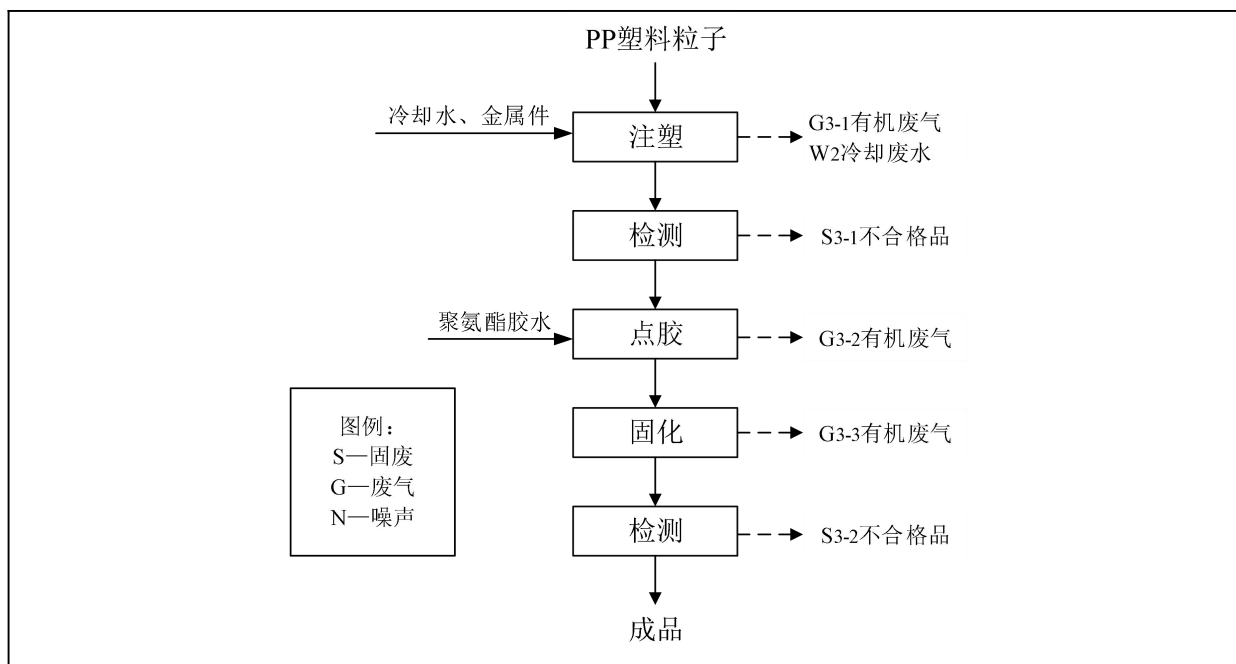 PP塑料粒子
冷却水、金属件
注塑
G3-1有机废气
W2冷却废水
检测
S3-1不合格品
聚氨酯胶水
点胶
G3-2有机废气
固化
G3-3有机废气
图例：
S—固废
G—废气
N—噪声
检测
S3-2不合格品
成品